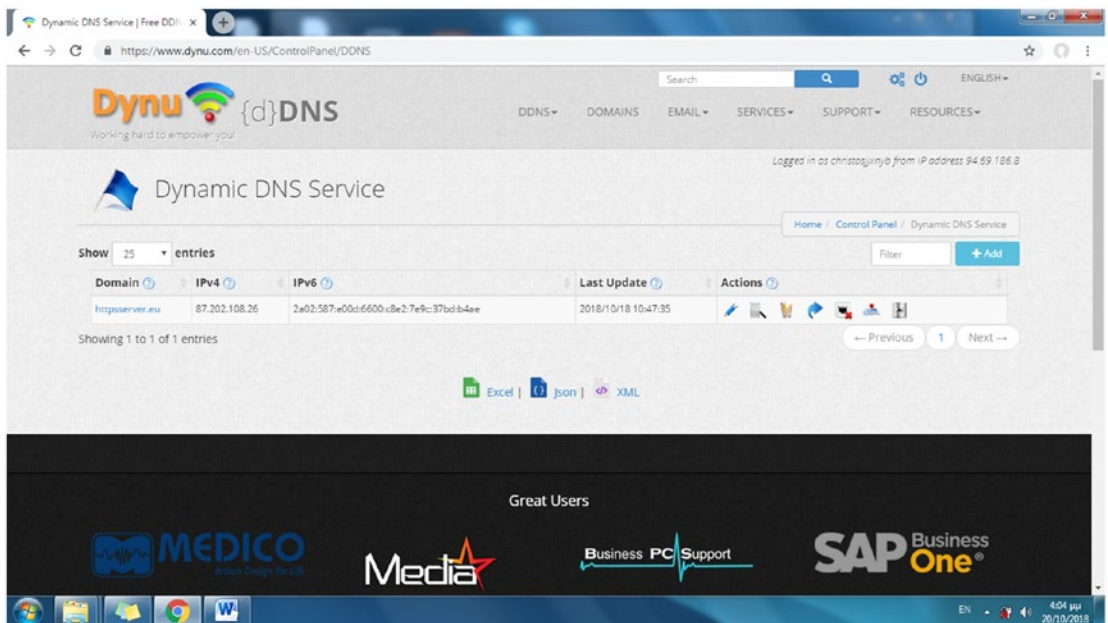 Dynamic DNS Service | Free DDN
https://www.dynu.com/en-US/ControlPanel/DDNS
Search
ENGLISH
Dynu {d}DNS
Working hard to empower you!
DDNS DOMAINS EMAIL SERVICES SUPPORT RESOURCES
Logged in as christosjxnyb from IP address 94.69.186.8
Dynamic DNS Service
Home / Control Panel / Dynamic DNS Service
Show 25 entries
Filter
+ Add
Domain IPv4 IPv6 Last Update Actions
httpsserver.eu 87.202.108.26 2a02:587:e00d:6600:c8e2:7e9c:37bd:b4ae 2018/10/18 10:47:35
Showing 1 to 1 of 1 entries
← Previous 1 Next →
Excel | Json | XML
Great Users
MEDICO
Media
Business PC Support
SAP Business One®
EN
4:04 μμ
20/10/2018